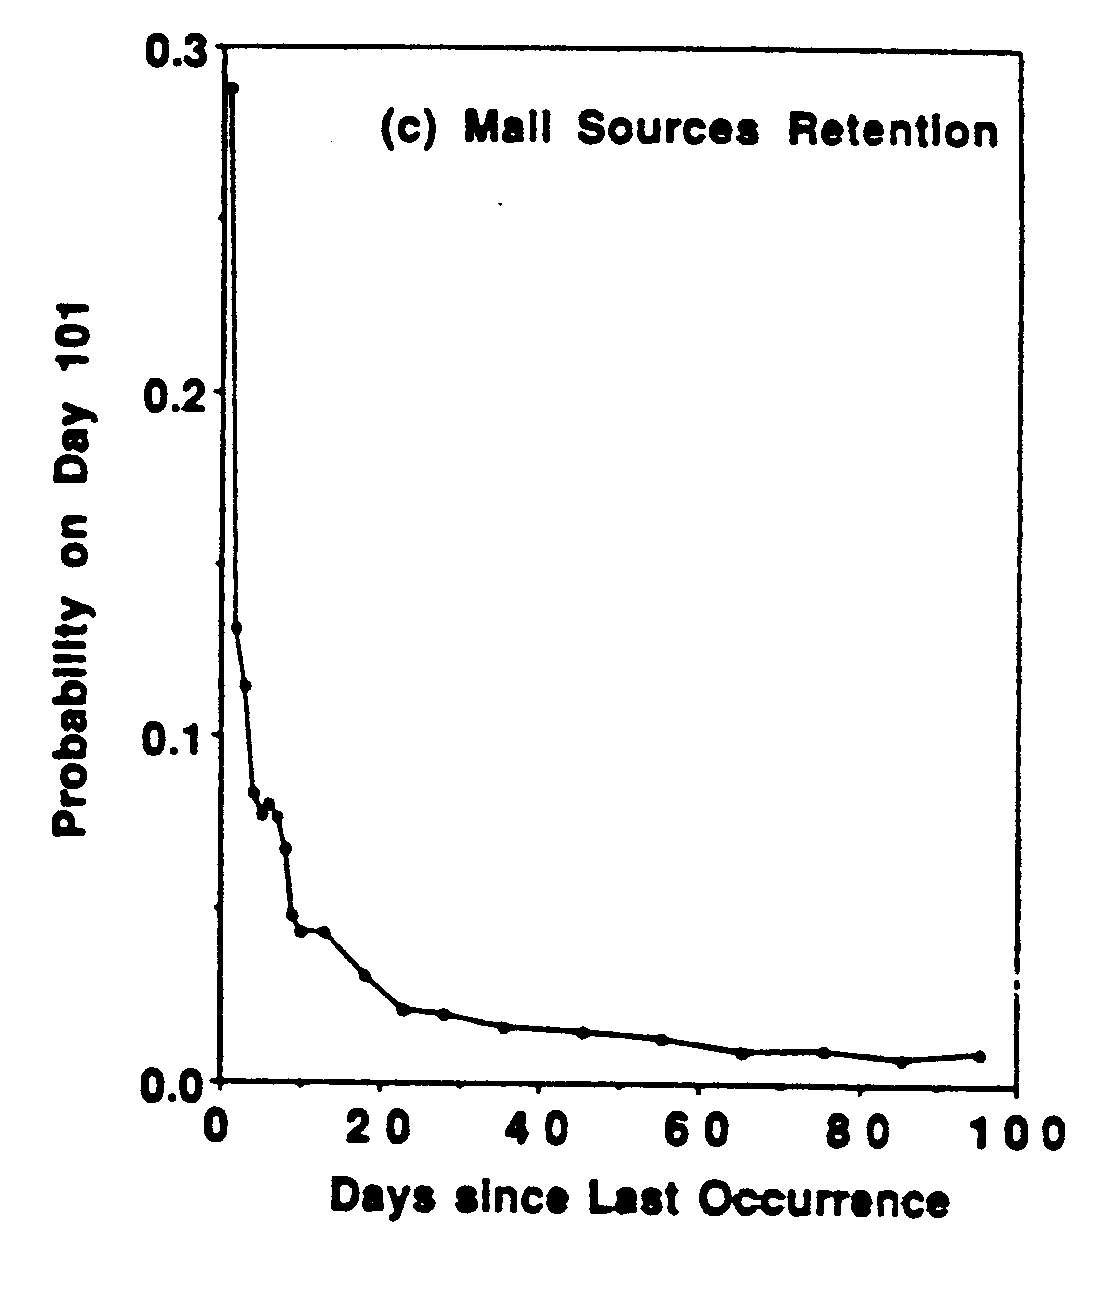 (c) Mail Sources Retention
Probability on Day 101
0.3
0.2
0.1
0.0
0 20 40 60 80 100
Days since Last Occurrence